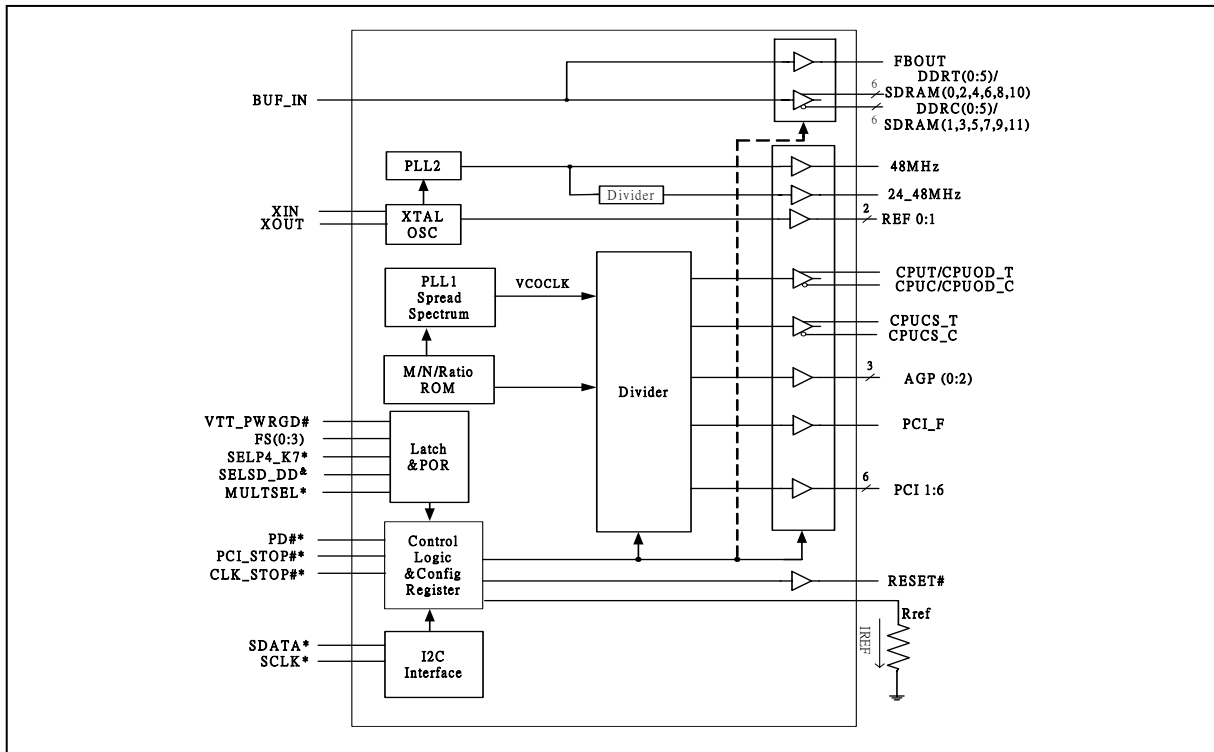 FBOUT
DDRT(0:5)/
6
SDRAM(0,2,4,6,8,10)
BUF_IN
DDRC(0:5)/
6
SDRAM(1,3,5,7,9,11)
PLL2
48MHz
Divider
24_48MHz
XIN
XOUT
XTAL
OSC
2
REF 0:1
PLL1
Spread
Spectrum
VCOCLK
CPUT/CPUOD_T
CPUC/CPUOD_C
CPUCS_T
CPUCS_C
M/N/Ratio
ROM
Divider
3
AGP (0:2)
VTT_PWRGD#
FS(0:3)
SELP4_K7*
SELSD_DD&
MULTSEL*
Latch
&POR
PCI_F
6
PCI 1:6
PD#*
PCI_STOP#*
CLK_STOP#*
Control
Logic
&Config
Register
RESET#
Rref
IREF
SDATA*
SCLK*
I2C
Interface